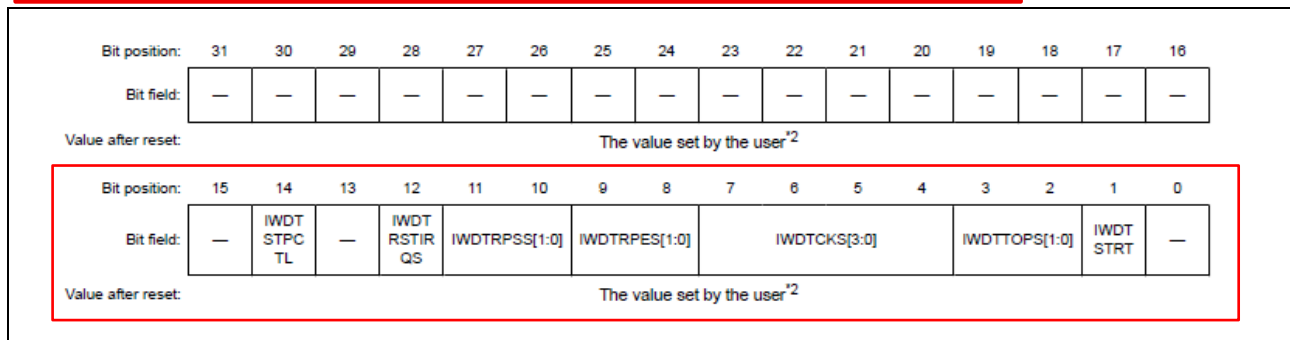 Bit position: 31 30 29 28 27 26 25 24 23 22 21 20 19 18 17 16
Bit field: — — — — — — — — — — — — — — — —
Value after reset: The value set by the user*2
Bit position: 15 14 13 12 11 10 9 8 7 6 5 4 3 2 1 0
Bit field: — IWDT STPC TL — IWDT RSTIR QS IWDTRPSS[1:0] IWDTRPES[1:0] IWDTCKS[3:0] IWDTTOPS[1:0] IWDT STRT —
Value after reset: The value set by the user*2